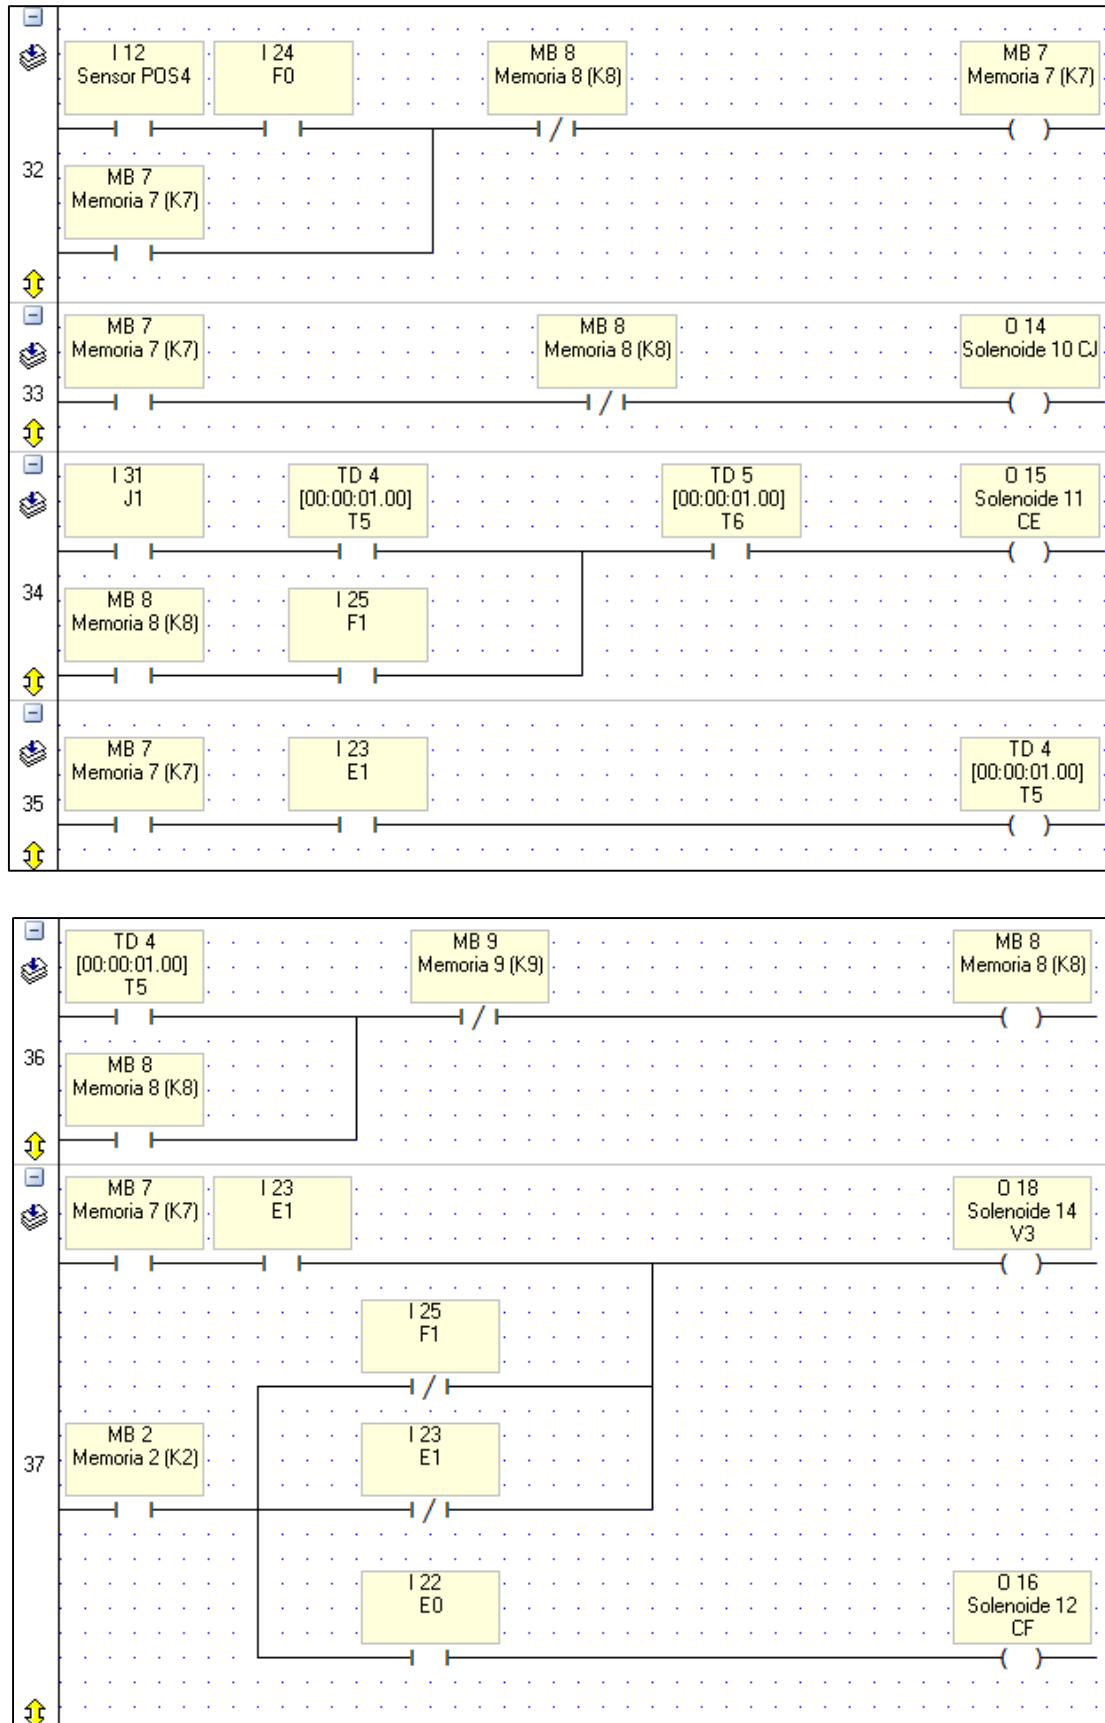 I 12
Sensor POS4
I 24
F0
MB 8
Memoria 8 (K8)
MB 7
Memoria 7 (K7)
32
MB 7
Memoria 7 (K7)
MB 7
Memoria 7 (K7)
MB 8
Memoria 8 (K8)
O 14
Solenoide 10 CJ
33
I 31
J1
TD 4
[00:00:01.00]
T5
TD 5
[00:00:01.00]
T6
O 15
Solenoide 11
CE
34
MB 8
Memoria 8 (K8)
I 25
F1
MB 7
Memoria 7 (K7)
I 23
E1
TD 4
[00:00:01.00]
T5
35
TD 4
[00:00:01.00]
T5
MB 9
Memoria 9 (K9)
MB 8
Memoria 8 (K8)
36
MB 8
Memoria 8 (K8)
MB 7
Memoria 7 (K7)
I 23
E1
O 18
Solenoide 14
V3
I 25
F1
37
MB 2
Memoria 2 (K2)
I 23
E1
I 22
E0
O 16
Solenoide 12
CF